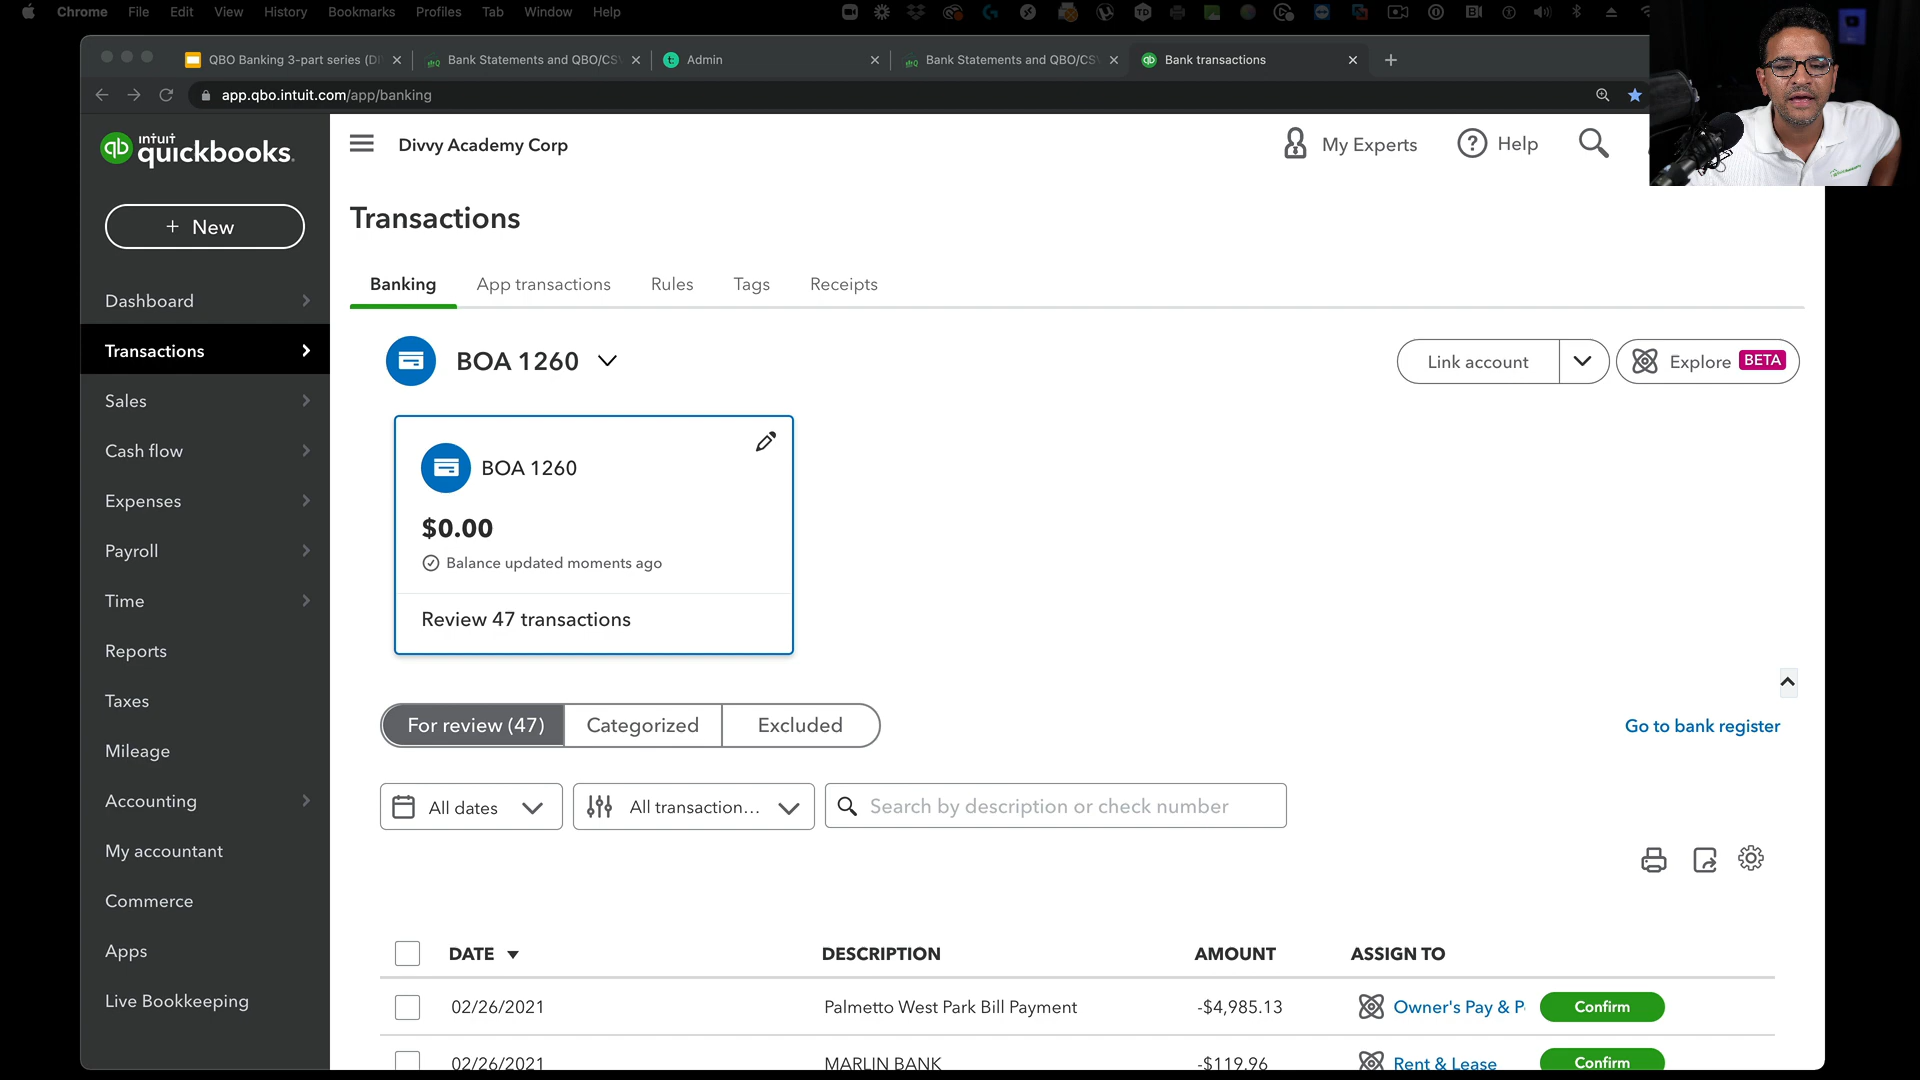 Chrome File Edit View History Bookmarks Profiles Tab Window Help
QBO Banking 3-part series (DI
Bank Statements and QBO/CSV
Admin
Bank Statements and QBO/CSV
Bank transactions
app.qbo.intuit.com/app/banking
intuit
quickbooks.
Divvy Academy Corp
My Experts
Help
+ New
Transactions
Banking
App transactions
Rules
Tags
Receipts
Dashboard
Transactions
Sales
Cash flow
Expenses
Payroll
Time
Reports
Taxes
Mileage
Accounting
My accountant
Commerce
Apps
Live Bookkeeping
BOA 1260
Link account
Explore BETA
BOA 1260
$0.00
Balance updated moments ago
Review 47 transactions
For review (47)
Categorized
Excluded
Go to bank register
All dates
All transaction...
Search by description or check number
DATE DESCRIPTION AMOUNT ASSIGN TO
02/26/2021 Palmetto West Park Bill Payment -$4,985.13 Owner's Pay & P Confirm
02/26/2021 MARLIN BANK -$119.96 Rent & Lease Confirm